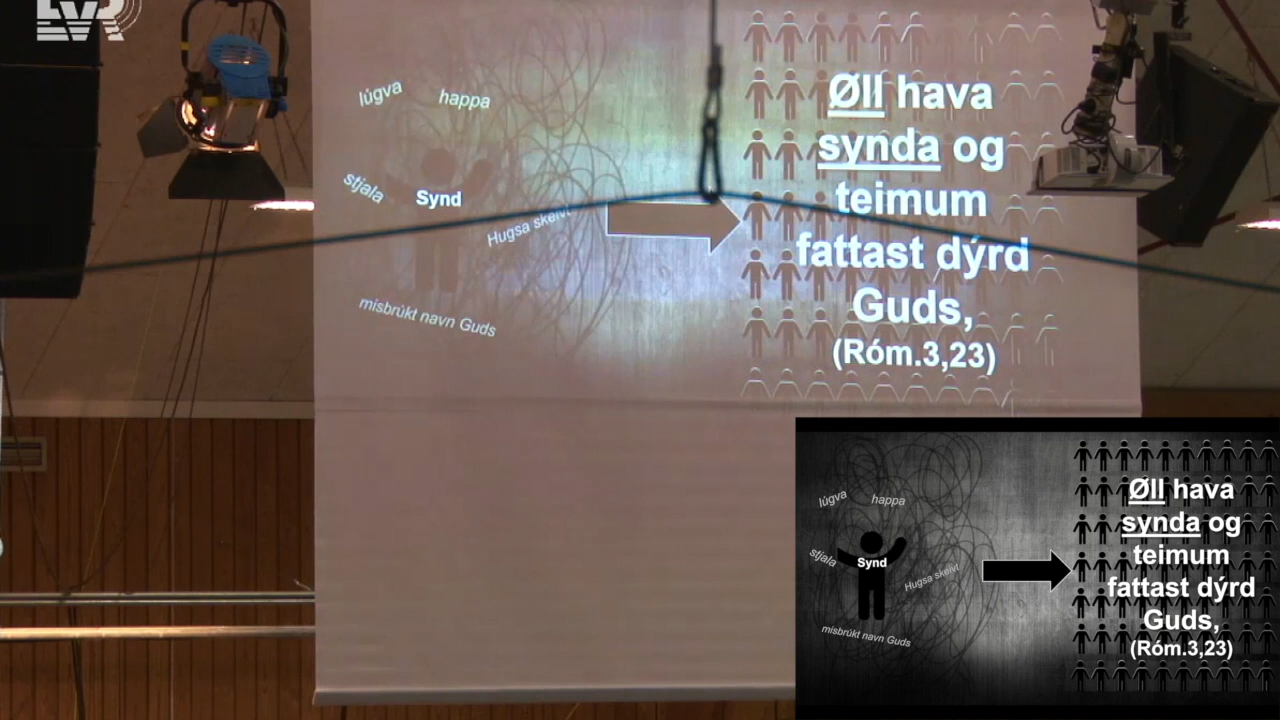 LVR
lúgva
happa
stjala
Synd
Hugsa skeivt
misbrúkt navn Guds
Øll hava
synda og
teimum
fattast dýrd
Guds,
(Róm.3,23)
lúgva
happa
stjala
Synd
Hugsa skeivt
misbrúkt navn Guds
Øll hava
synda og
teimum
fattast dýrd
Guds,
(Róm.3,23)